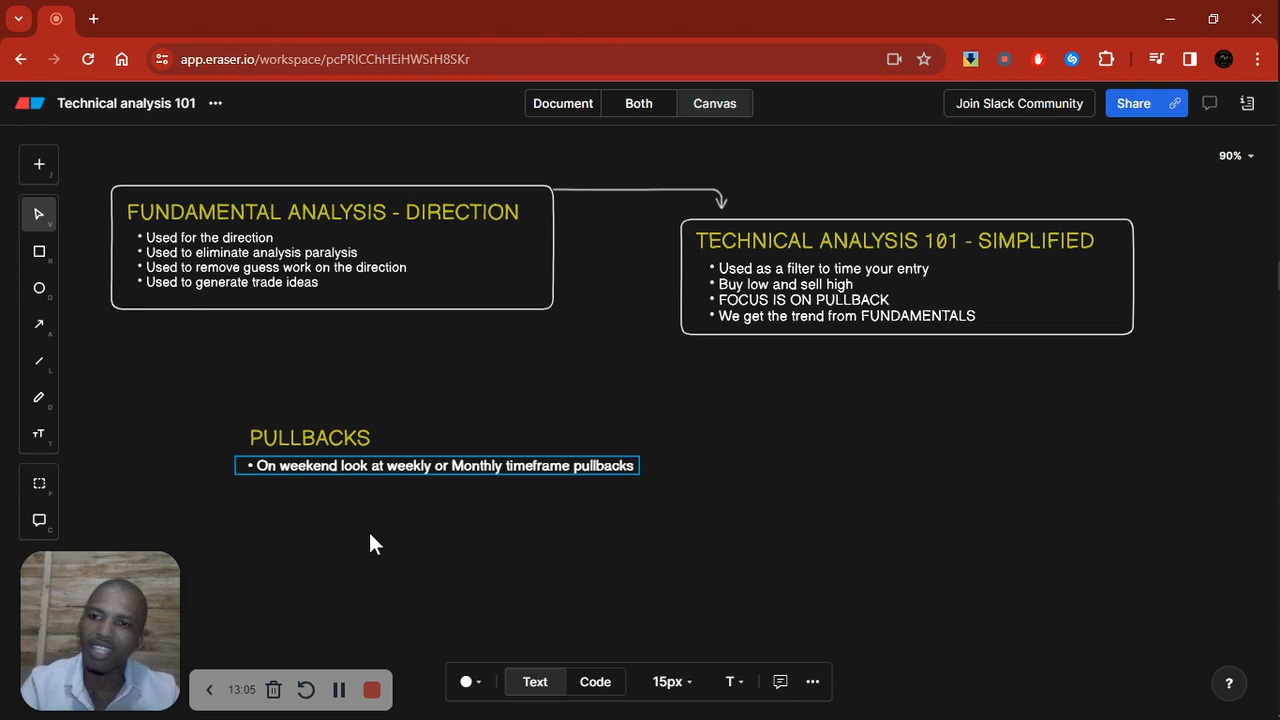 app.eraser.io/workspace/pcPRICChHEiHWSrH8SKr
Technical analysis 101
Document
Both
Canvas
Join Slack Community
Share
90%
FUNDAMENTAL ANALYSIS - DIRECTION
• Used for the direction
• Used to eliminate analysis paralysis
• Used to remove guess work on the direction
• Used to generate trade ideas
TECHNICAL ANALYSIS 101 - SIMPLIFIED
• Used as a filter to time your entry
• Buy low and sell high
• FOCUS IS ON PULLBACK
• We get the trend from FUNDAMENTALS
PULLBACKS
• On weekend look at weekly or Monthly timeframe pullbacks
13:05
Text
Code
15px
T
?